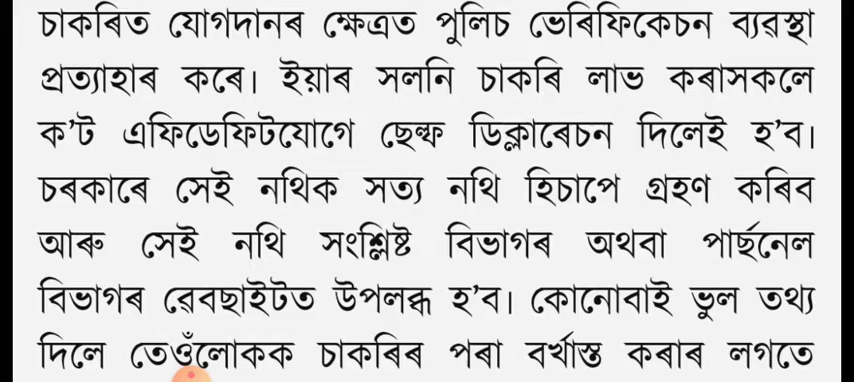 চাকৰিত যোগদানৰ ক্ষেত্ৰত পুলিচ ভেৰিফিকেচন ব্যৱস্থা
প্ৰত্যাহাৰ কৰে। ইয়াৰ সলনি চাকৰি লাভ কৰাসকলে
ক’ৰ্ট এফিডেফিটযোগে ছেল্ফ ডিক্লাৰেচন দিলেই হ’ব।
চৰকাৰে সেই নথিক সত্য নথি হিচাপে গ্ৰহণ কৰিব
আৰু সেই নথি সংশ্লিষ্ট বিভাগৰ অথবা পাৰ্ছনেল
বিভাগৰ ৱেবছাইটত উপলব্ধ হ’ব। কোনোবাই ভুল তথ্য
দিলে তেওঁলোকক চাকৰিৰ পৰা বৰ্খাস্ত কৰাৰ লগতে